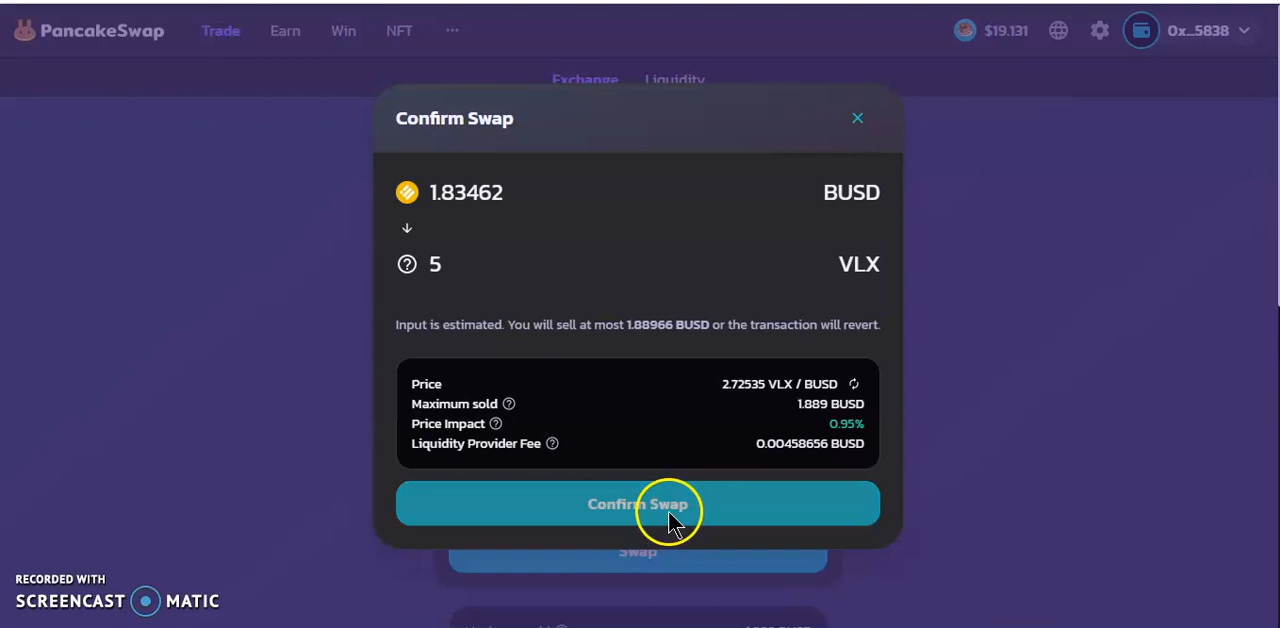 PancakeSwap Trade Earn Win NFT ... $19.131 0x_5838
Exchange Liquidity
Confirm Swap
1.83462 BUSD
5 VLX
Input is estimated. You will sell at most 1.88966 BUSD or the transaction will revert.
Price 2.72535 VLX / BUSD
Maximum sold 1.889 BUSD
Price Impact 0.95%
Liquidity Provider Fee 0.00458656 BUSD
Confirm Swap
Swap
RECORDED WITH
SCREENCAST MATIC